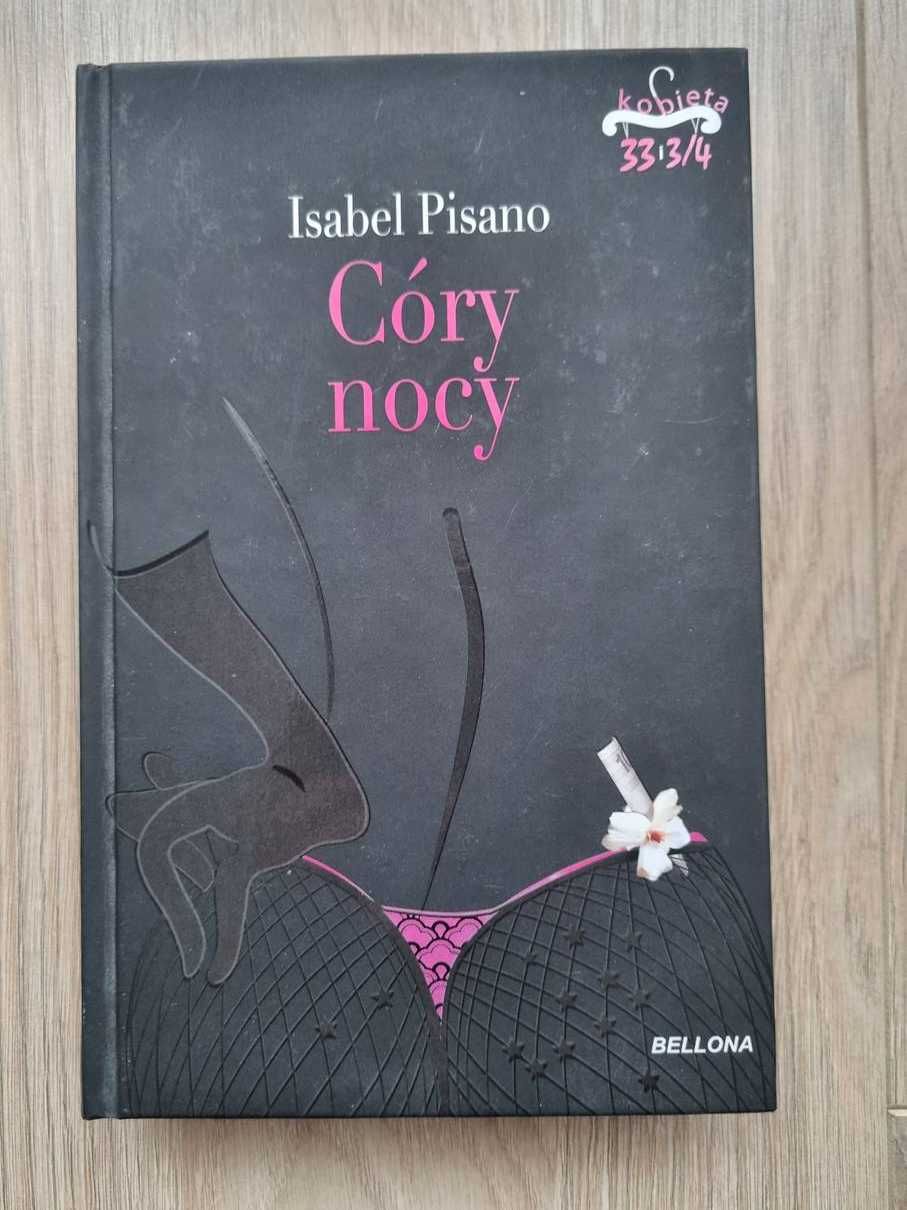 kobieta
33 i 3/4
Isabel Pisano
Córy
nocy
BELLONA